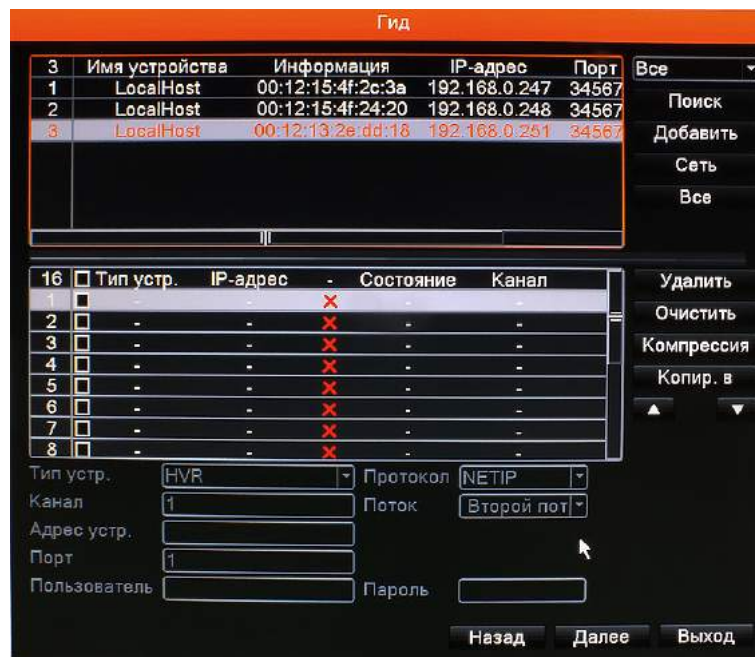 Гид
3 Имя устройства Информация IP-адрес Порт
1 LocalHost 00:12:15:4f:2c:3a 192.168.0.247 34567
2 LocalHost 00:12:15:4f:24:20 192.168.0.248 34567
3 LocalHost 00:12:13:2e:dd:18 192.168.0.251 34567
Все
Поиск
Добавить
Сеть
Все
16 Тип устр. IP-адрес - Состояние Канал
1 - - - -
2 - - - -
3 - - - -
4 - - - -
5 - - - -
6 - - - -
7 - - - -
8 - - - -
Удалить
Очистить
Компрессия
Копир. в
Тип устр. HVR Протокол NETIP
Канал 1 Поток Второй пот
Адрес устр.
Порт 1
Пользователь Пароль
Назад Далее Выход